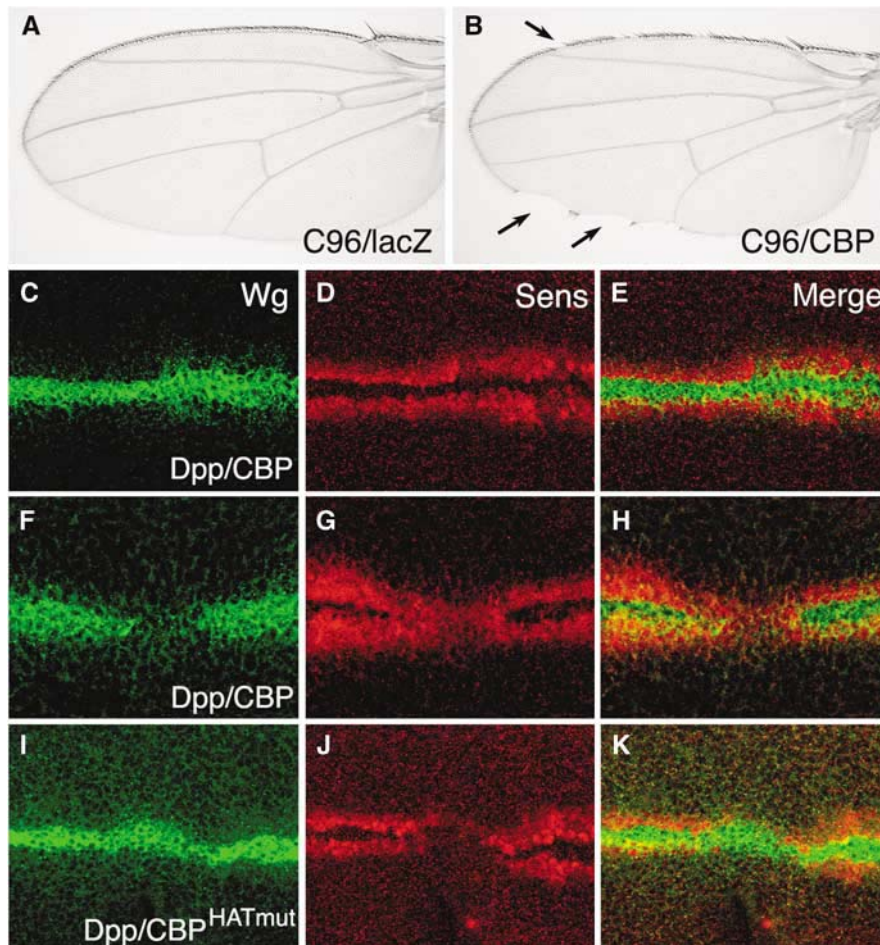 A
C96/lacZ
B
C96/CBP
C
Wg
Dpp/CBP
D
Sens
E
Merge
F
Dpp/CBP
G
H
I
Dpp/CBP^HATmut
J
K